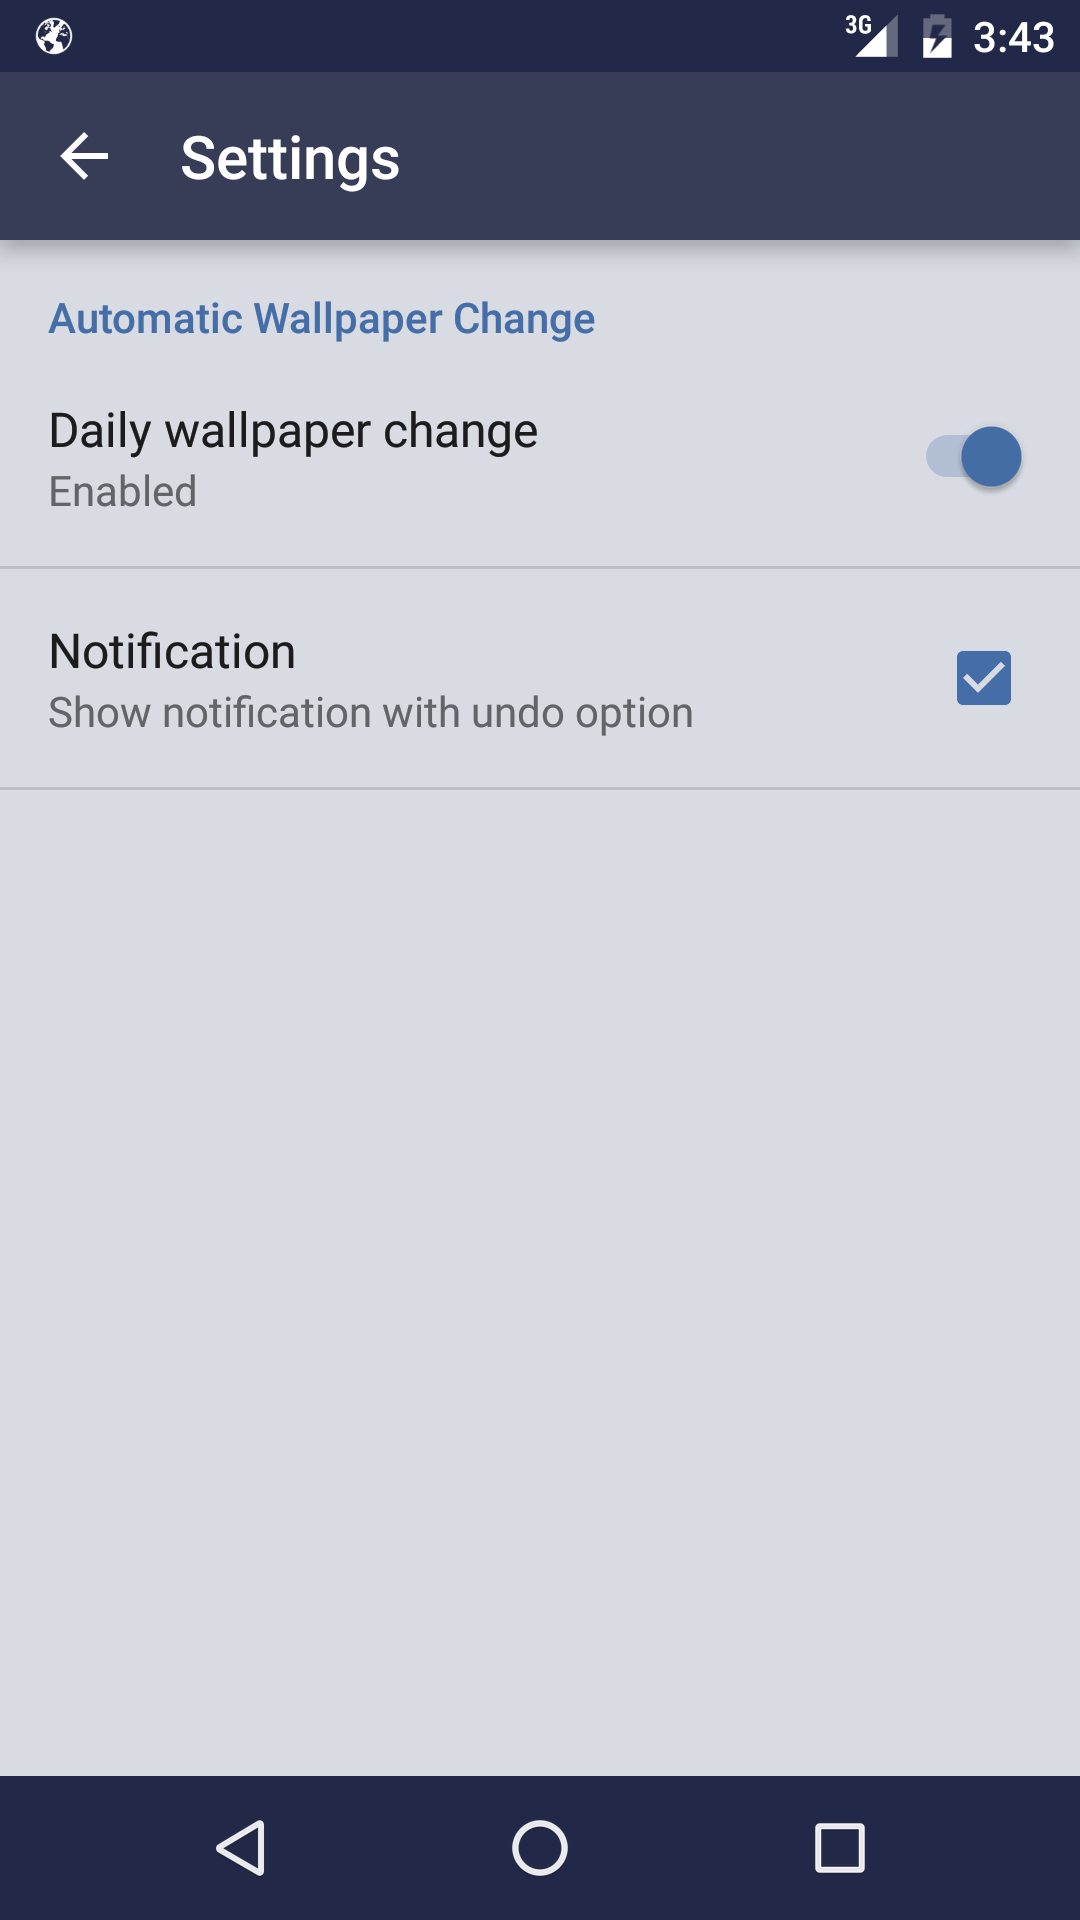 3G 3:43
Settings
Automatic Wallpaper Change
Daily wallpaper change
Enabled
Notification
Show notification with undo option